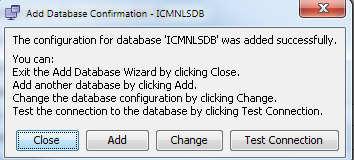 Add Database Confirmation - ICMNLSDB
The configuration for database 'ICMNLSDB' was added successfully.
You can:
Exit the Add Database Wizard by clicking Close.
Add another database by clicking Add.
Change the database configuration by clicking Change.
Test the connection to the database by clicking Test Connection.
Close Add Change Test Connection